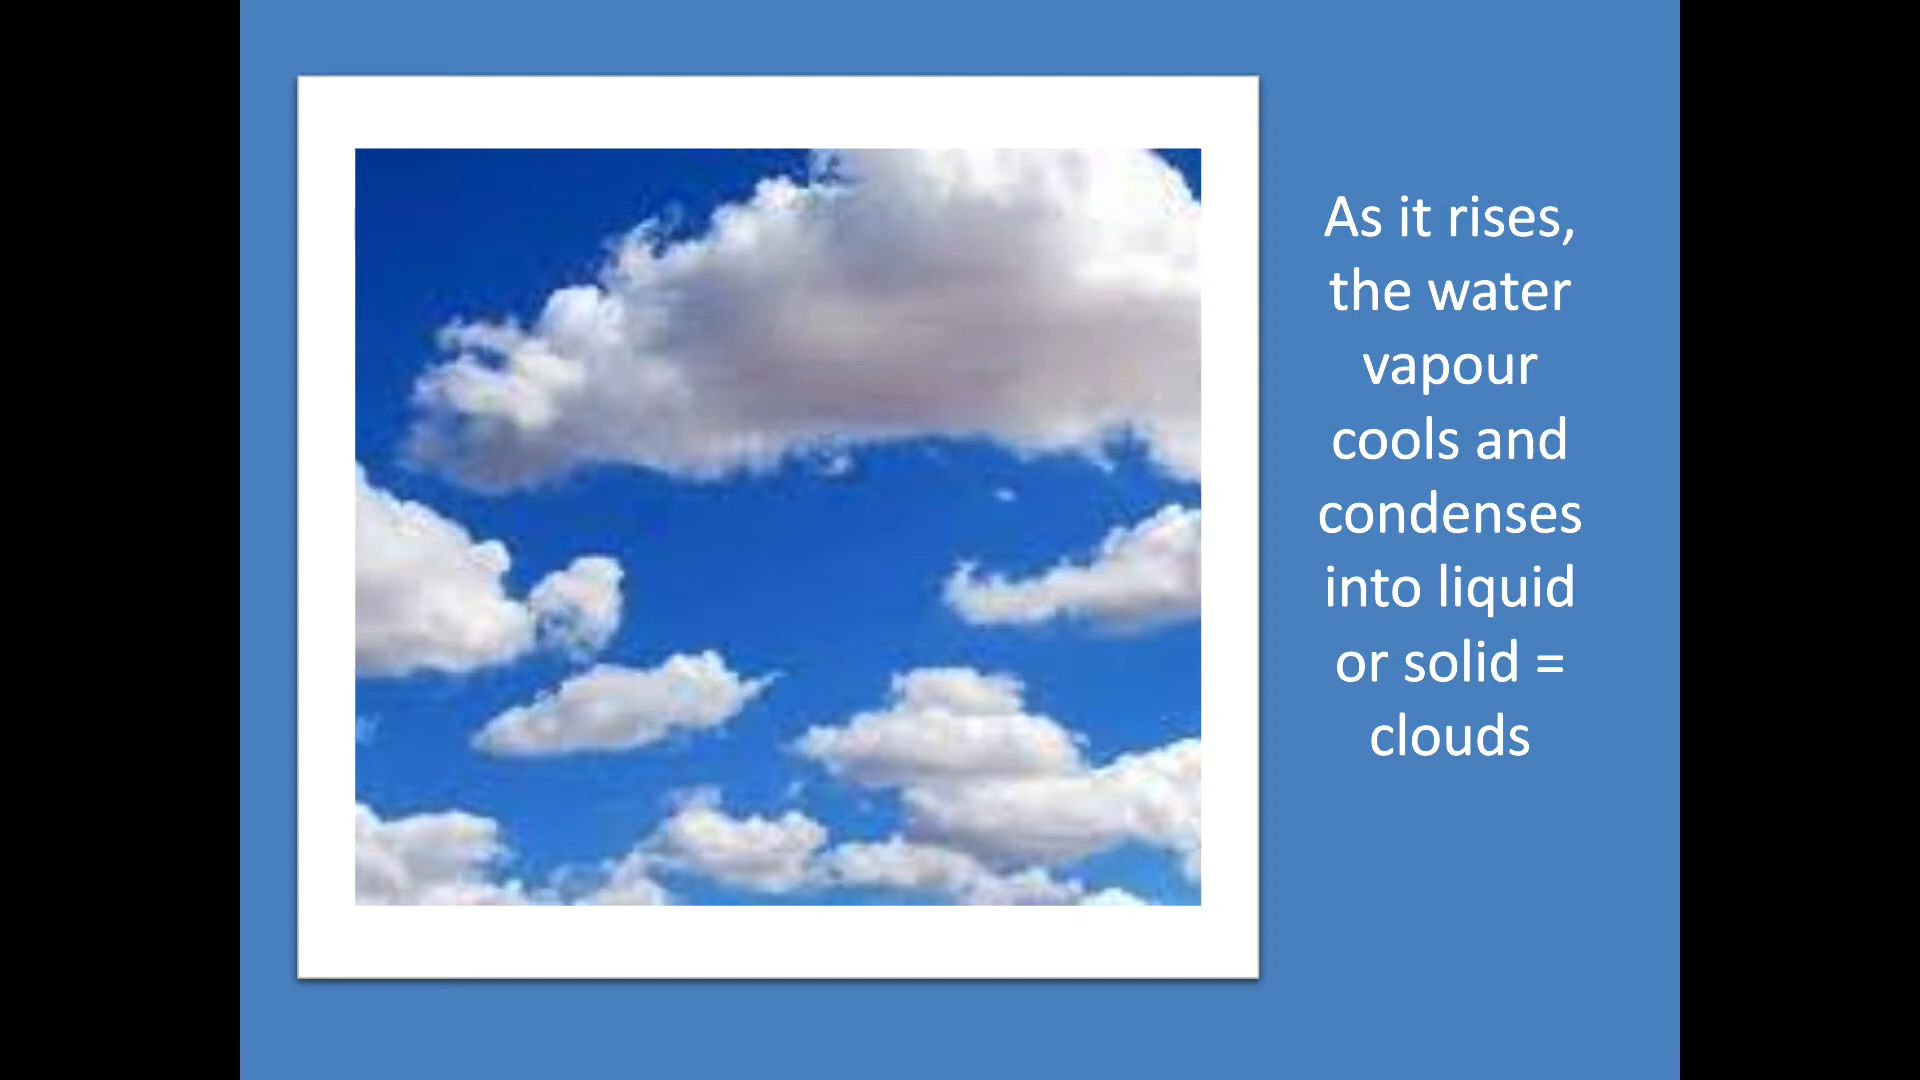 As it rises,
the water
vapour
cools and
condenses
into liquid
or solid =
clouds